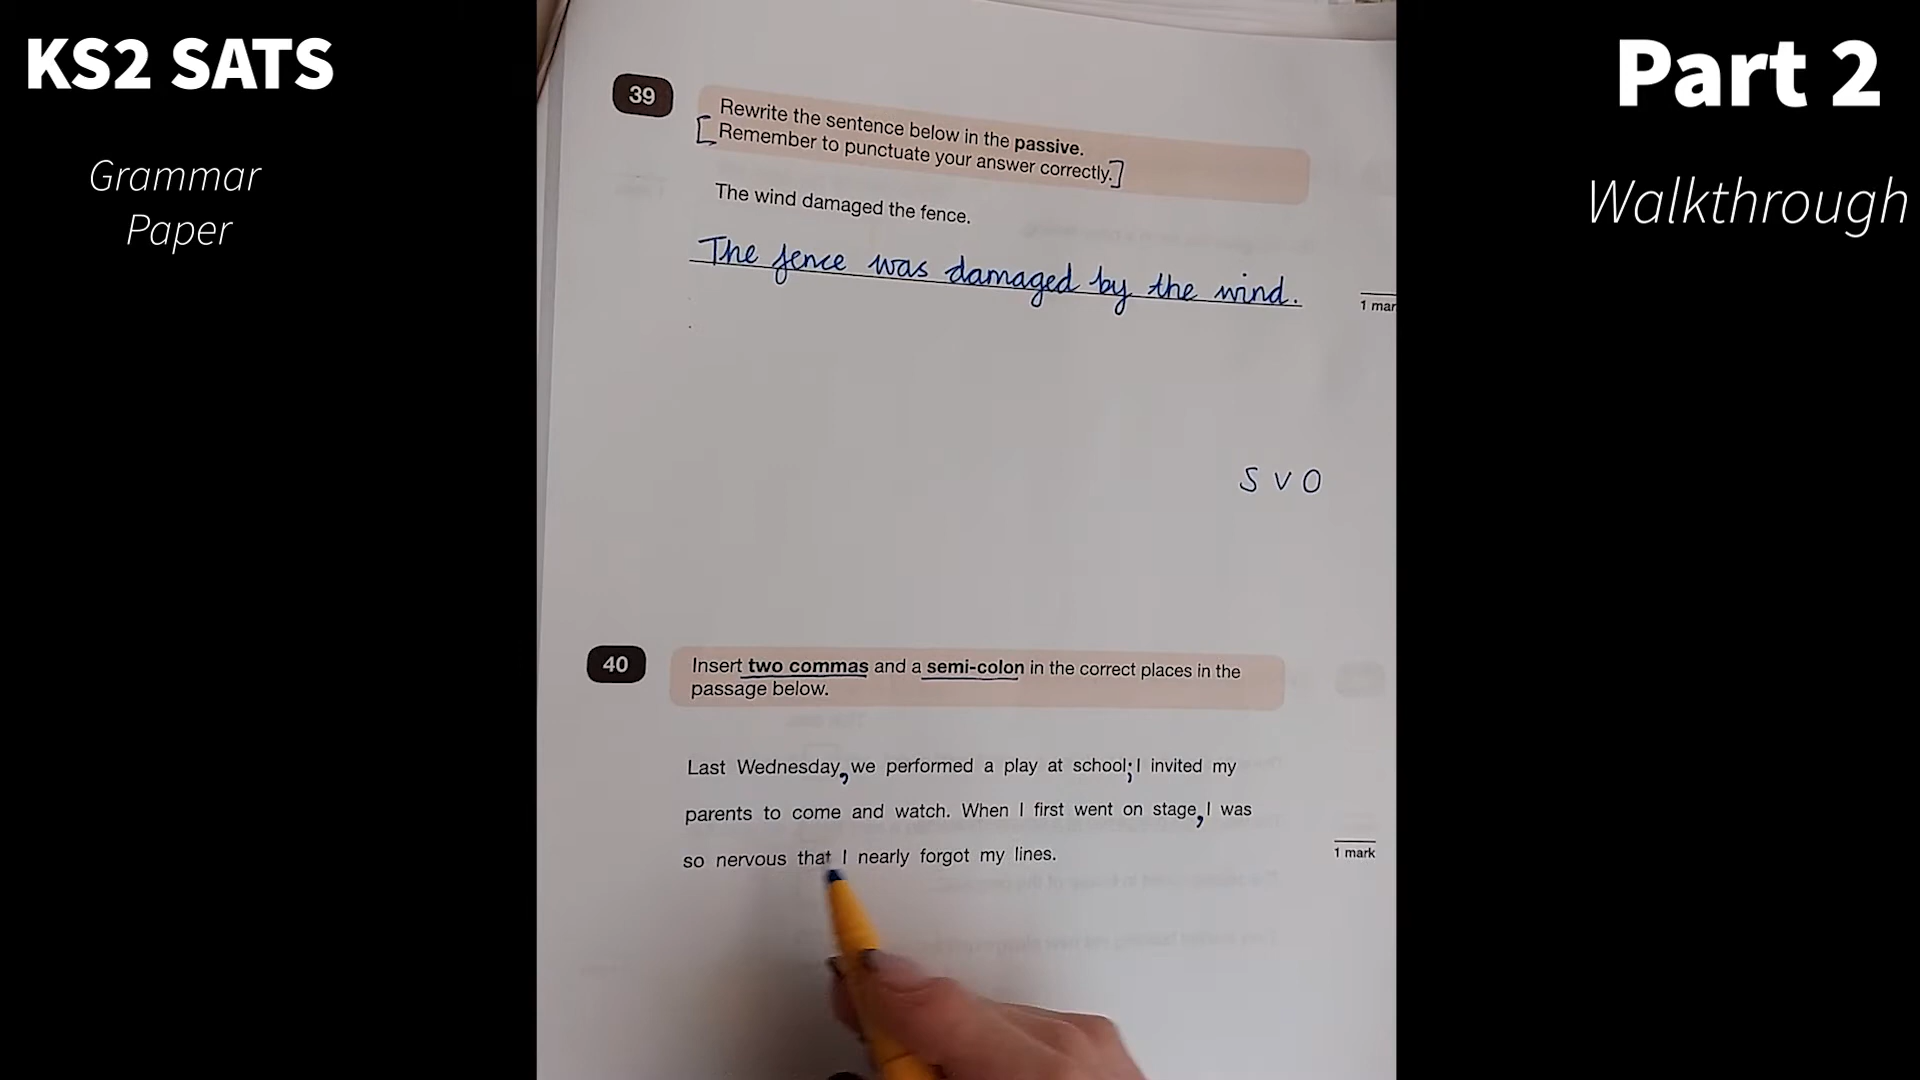 KS2 SATS
Grammar
Paper
Part 2
Walkthrough
39
Rewrite the sentence below in the passive.
[Remember to punctuate your answer correctly.]
The wind damaged the fence.
The fence was damaged by the wind.
1 mar
S V O
40
Insert two commas and a semi-colon in the correct places in the
passage below.
Last Wednesday, we performed a play at school; I invited my
parents to come and watch. When I first went on stage, I was
so nervous that I nearly forgot my lines.
1 mark